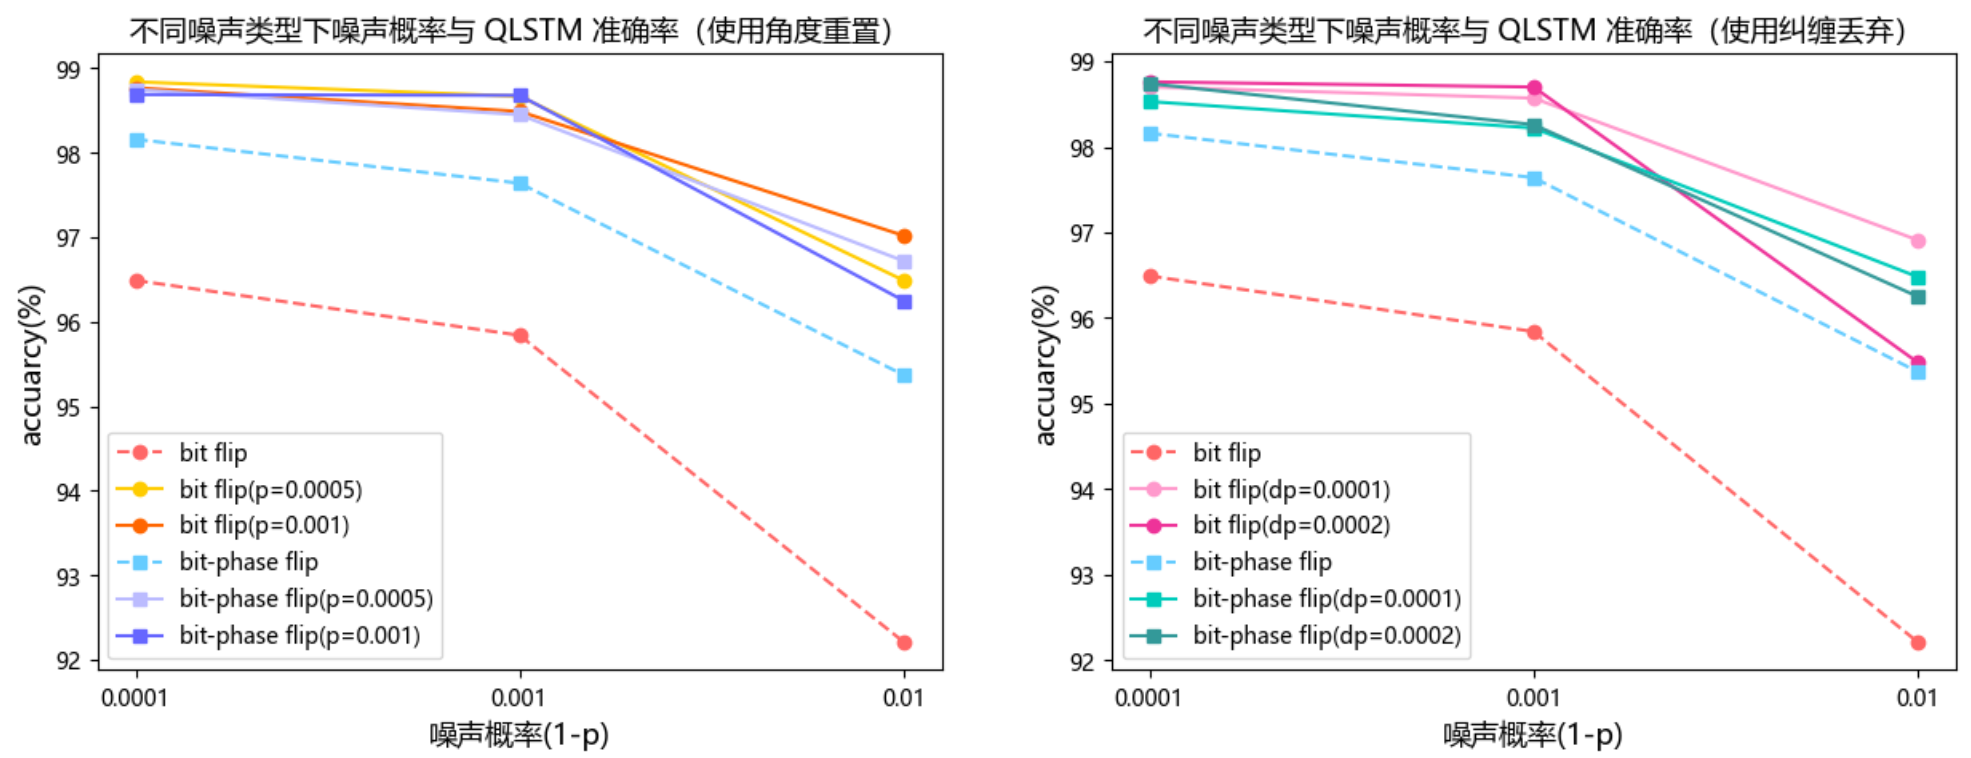 不同噪声类型下噪声概率与 QLSTM 准确率（使用角度重置）
accuarcy(%)
99
98
97
96
95
94
93
92
bit flip
bit flip(p=0.0005)
bit flip(p=0.001)
bit-phase flip
bit-phase flip(p=0.0005)
bit-phase flip(p=0.001)
0.0001
0.001
0.01
噪声概率(1-p)
不同噪声类型下噪声概率与 QLSTM 准确率（使用纠缠丢弃）
accuarcy(%)
99
98
97
96
95
94
93
92
bit flip
bit flip(dp=0.0001)
bit flip(dp=0.0002)
bit-phase flip
bit-phase flip(dp=0.0001)
bit-phase flip(dp=0.0002)
0.0001
0.001
0.01
噪声概率(1-p)